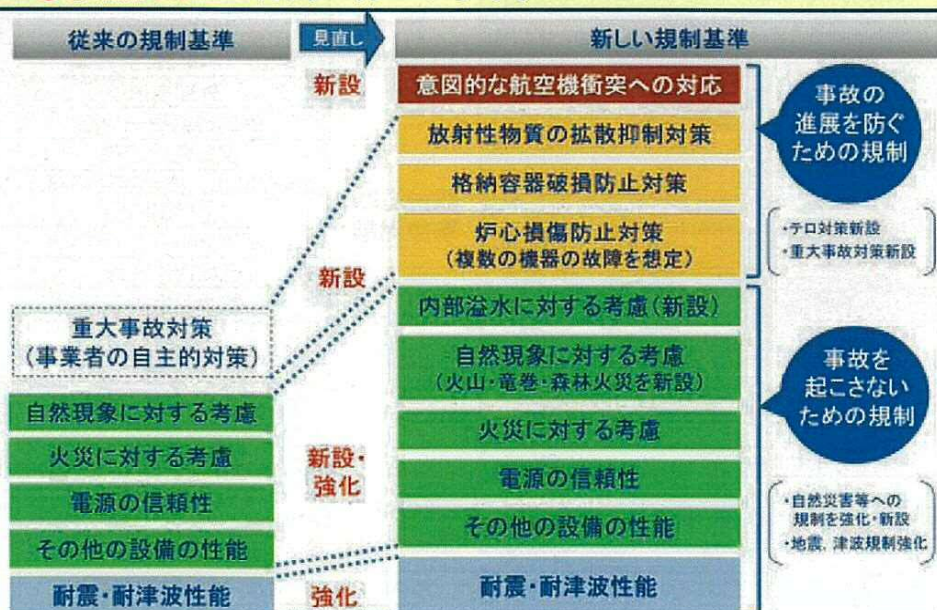 従来の規制基準
見直し
新しい規制基準
新設
意図的な航空機衝突への対応
放射性物質の拡散抑制対策
格納容器破損防止対策
炉心損傷防止対策
(複数の機器の故障を想定)
事故の
進展を防ぐ
ための規制
・テロ対策新設
・重大事故対策新設
新設
重大事故対策
(事業者の自主的対策)
自然現象に対する考慮
火災に対する考慮
電源の信頼性
その他の設備の性能
耐震・耐津波性能
新設・
強化
強化
内部溢水に対する考慮(新設)
自然現象に対する考慮
(火山・竜巻・森林火災を新設)
火災に対する考慮
電源の信頼性
その他の設備の性能
耐震・耐津波性能
事故を
起こさない
ための規制
・自然災害等への
規制を強化・新設
・地震、津波規制強化